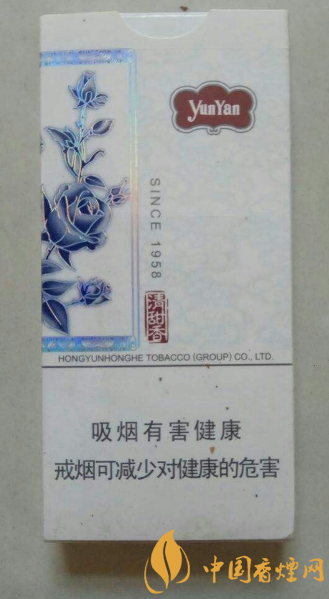 YunYan
SINCE 1958
清甜香
HONGYUNHONGHE TOBACCO (GROUP) CO., LTD.
吸烟有害健康
戒烟可减少对健康的危害
中国香烟网